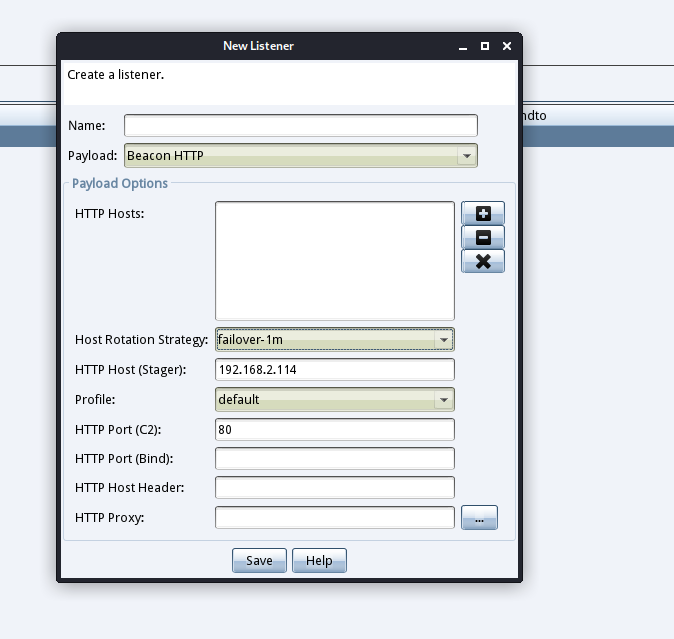 New Listener
Create a listener.
ndto
Name:
Payload: Beacon HTTP
Payload Options
HTTP Hosts:
Host Rotation Strategy: failover-1m
HTTP Host (Stager): 192.168.2.114
Profile: default
HTTP Port (C2): 80
HTTP Port (Bind):
HTTP Host Header:
HTTP Proxy: ...
Save Help